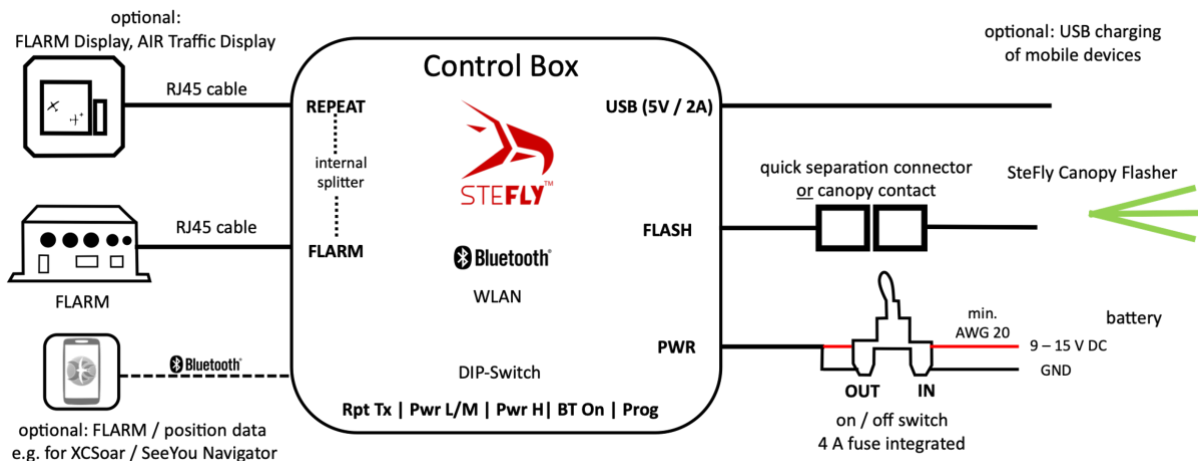 optional:
FLARM Display, AIR Traffic Display
RJ45 cable
RJ45 cable
FLARM
Bluetooth®
optional: FLARM / position data
e.g. for XCSoar / SeeYou Navigator
Control Box
REPEAT
internal
splitter
FLARM
STEFLY™
Bluetooth®
WLAN
DIP-Switch
Rpt Tx | Pwr L/M | Pwr H| BT On | Prog
USB (5V / 2A)
FLASH
PWR
optional: USB charging
of mobile devices
quick separation connector
or canopy contact
SteFly Canopy Flasher
min.
AWG 20
battery
9 – 15 V DC
GND
OUT
IN
on / off switch
4 A fuse integrated